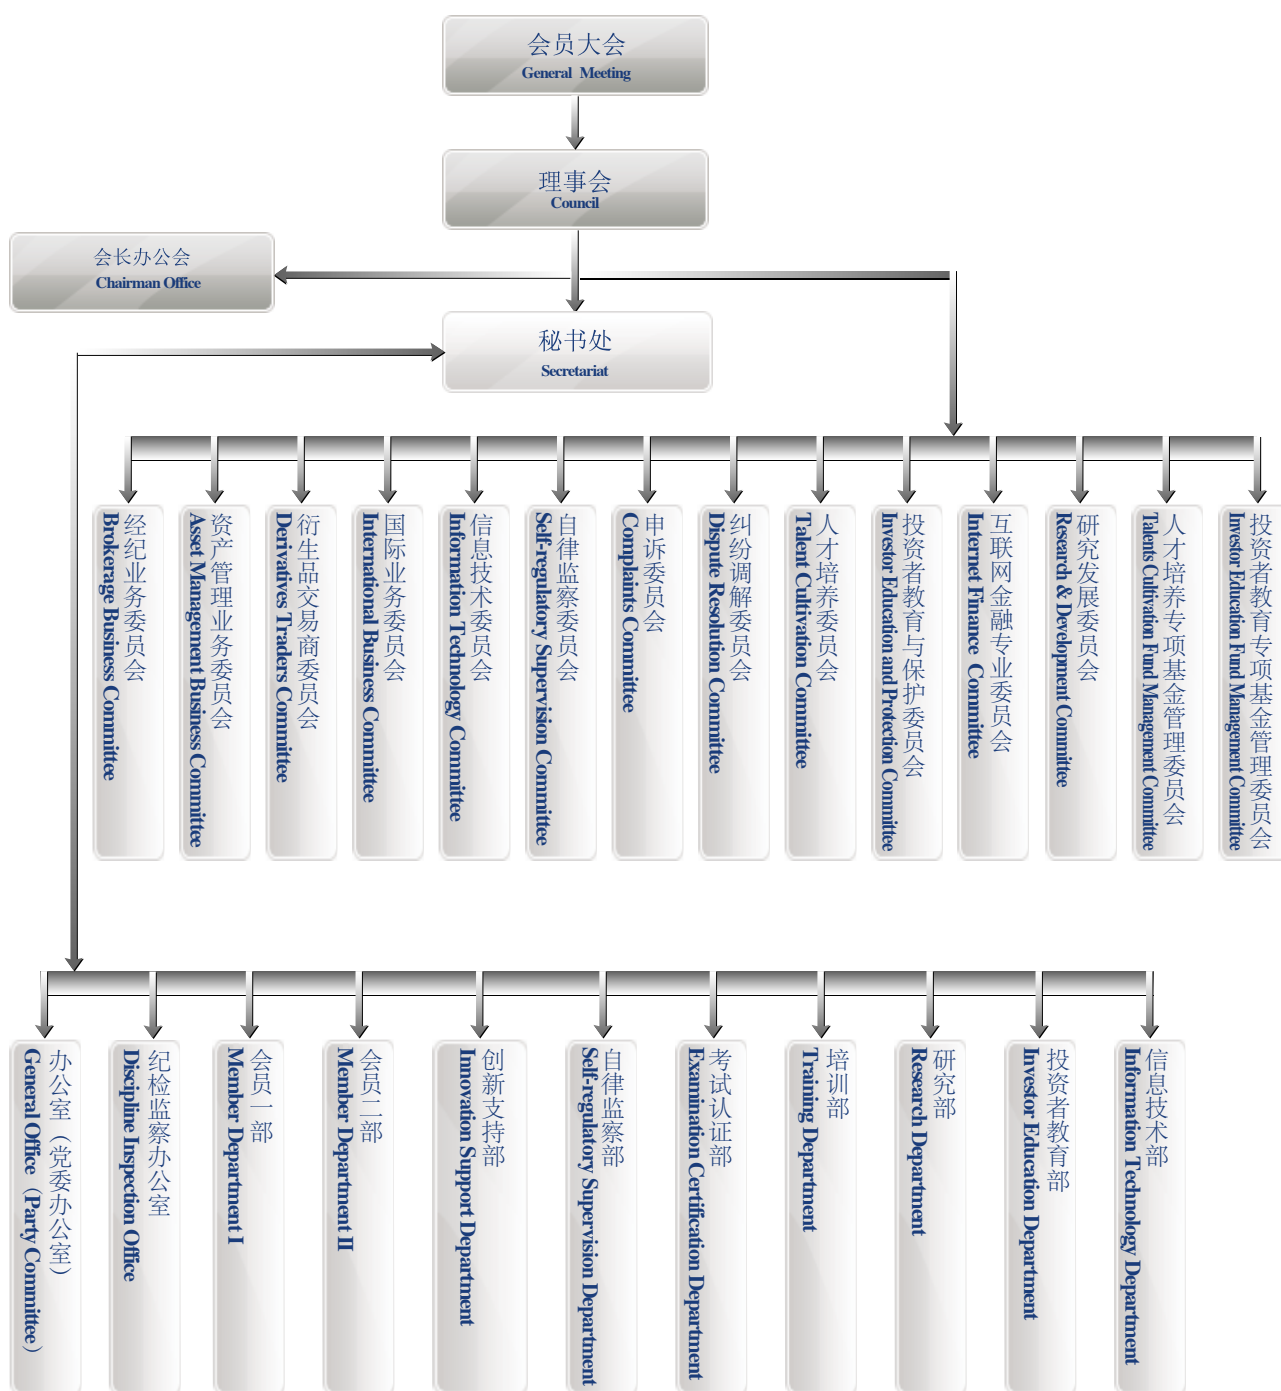 会员大会
General Meeting
理事会
Council
会长办公会
Chairman Office
秘书处
Secretariat
经纪业务委员会
Brokerage Business Committee
资产管理业务委员会
Asset Management Business Committee
衍生品交易商委员会
Derivatives Traders Committee
国际业务委员会
International Business Committee
信息技术委员会
Information Technology Committee
自律监察委员会
Self-regulatory Supervision Committee
申诉委员会
Complaints Committee
纠纷调解委员会
Dispute Resolution Committee
人才培养委员会
Talent Cultivation Committee
投资者教育与保护委员会
Investor Education and Protection Committee
互联网金融专业委员会
Internet Finance Committee
研究发展委员会
Research & Development Committee
人才培养专项基金管理委员会
Talents Cultivation Fund Management Committee
投资者教育专项基金管理委员会
Investor Education Fund Management Committee
办公室（党委办公室）
General Office（Party Committee）
纪检监察办公室
Discipline Inspection Office
会员一部
Member Department I
会员二部
Member Department II
创新支持部
Innovation Support Department
自律监察部
Self-regulatory Supervision Department
考试认证部
Examination Certification Department
培训部
Training Department
研究部
Research Department
投资者教育部
Investor Education Department
信息技术部
Information Technology Department